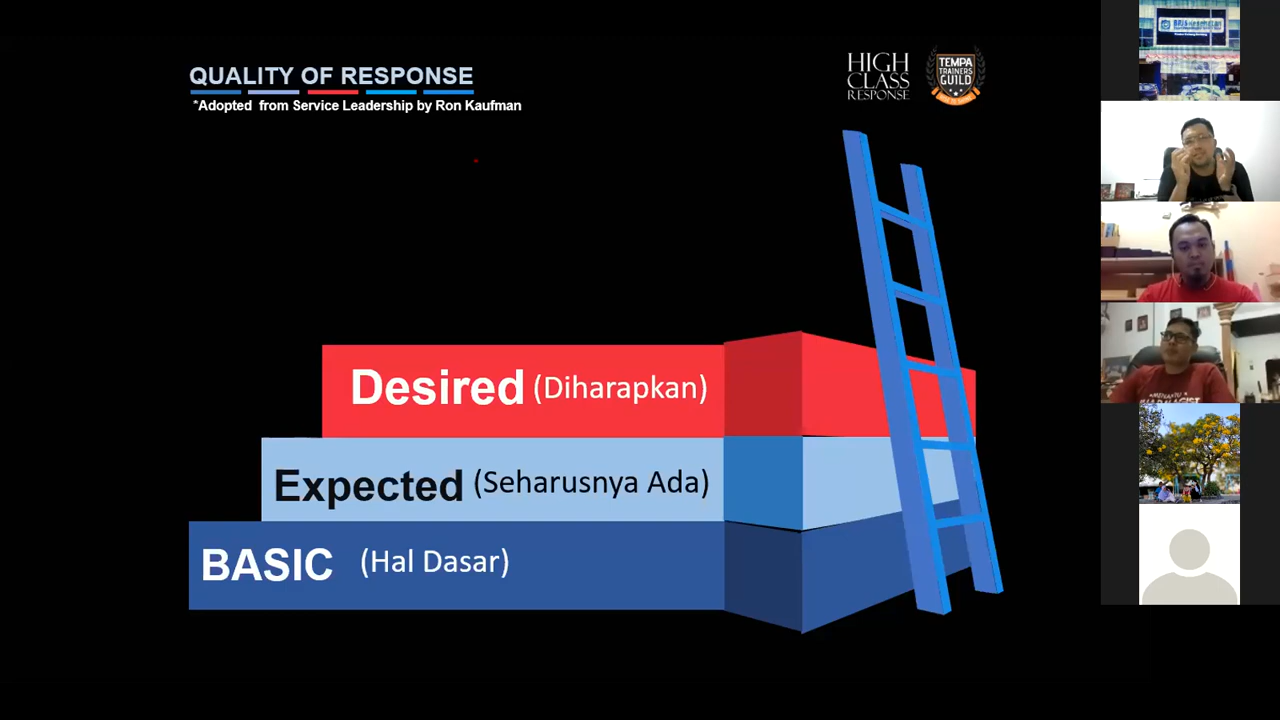 QUALITY OF RESPONSE
*Adopted from Service Leadership by Ron Kaufman
HIGH
CLASS
RESPONSE
TEMPA
TRAINERS
GUILD
Desired (Diharapkan)
Expected (Seharusnya Ada)
BASIC (Hal Dasar)